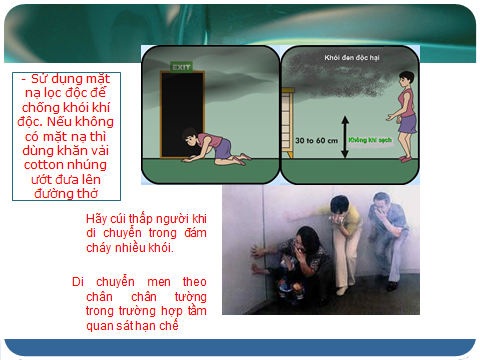 - Sử dụng mặt
nạ lọc độc để
chống khói khí
độc. Nếu không
có mặt nạ thì
dùng khăn vải
cotton nhúng
ướt đưa lên
đường thở
EXIT
Khói đen độc hại
30 to 60 cm
Không khí sạch
Hãy cúi thấp người khi
di chuyển trong đám
cháy nhiều khói.
Di chuyển men theo
chân chân tường
trong trường hợp tầm
quan sát hạn chế